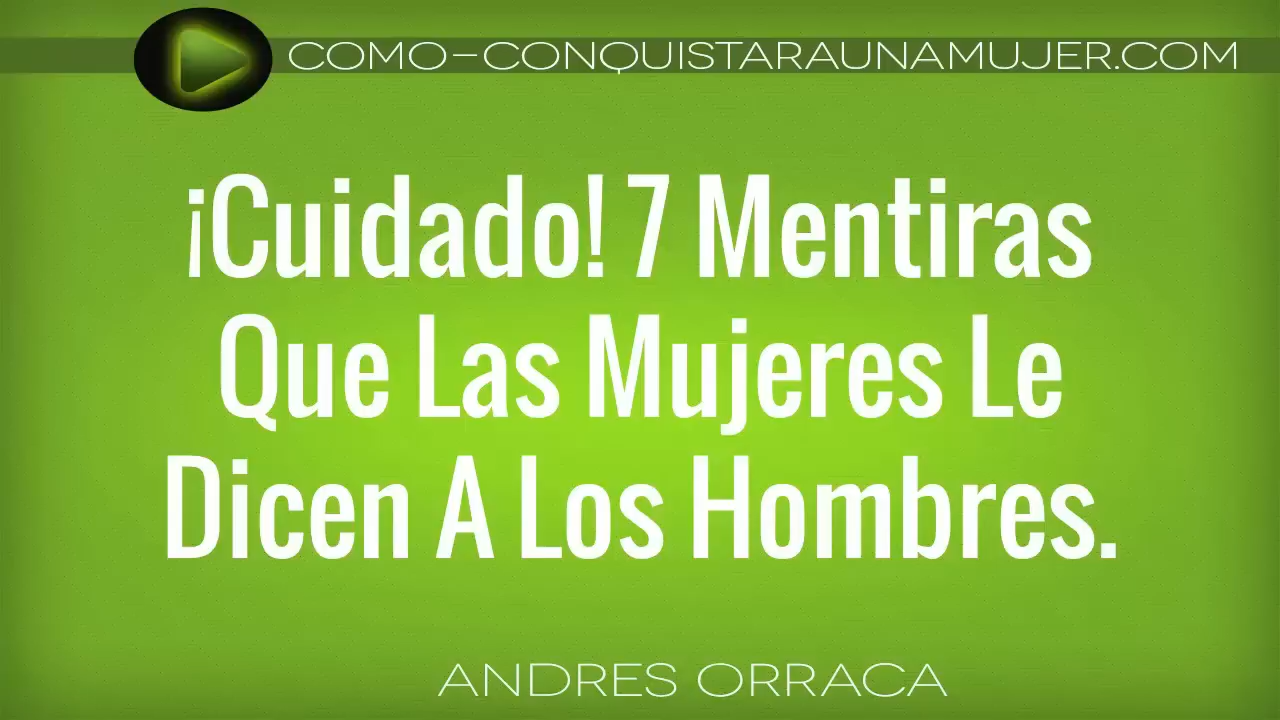 COMO-CONQUISTARAUNAMUJER.COM
¡Cuidado! 7 Mentiras
Que Las Mujeres Le
Dicen A Los Hombres.
ANDRES ORRACA